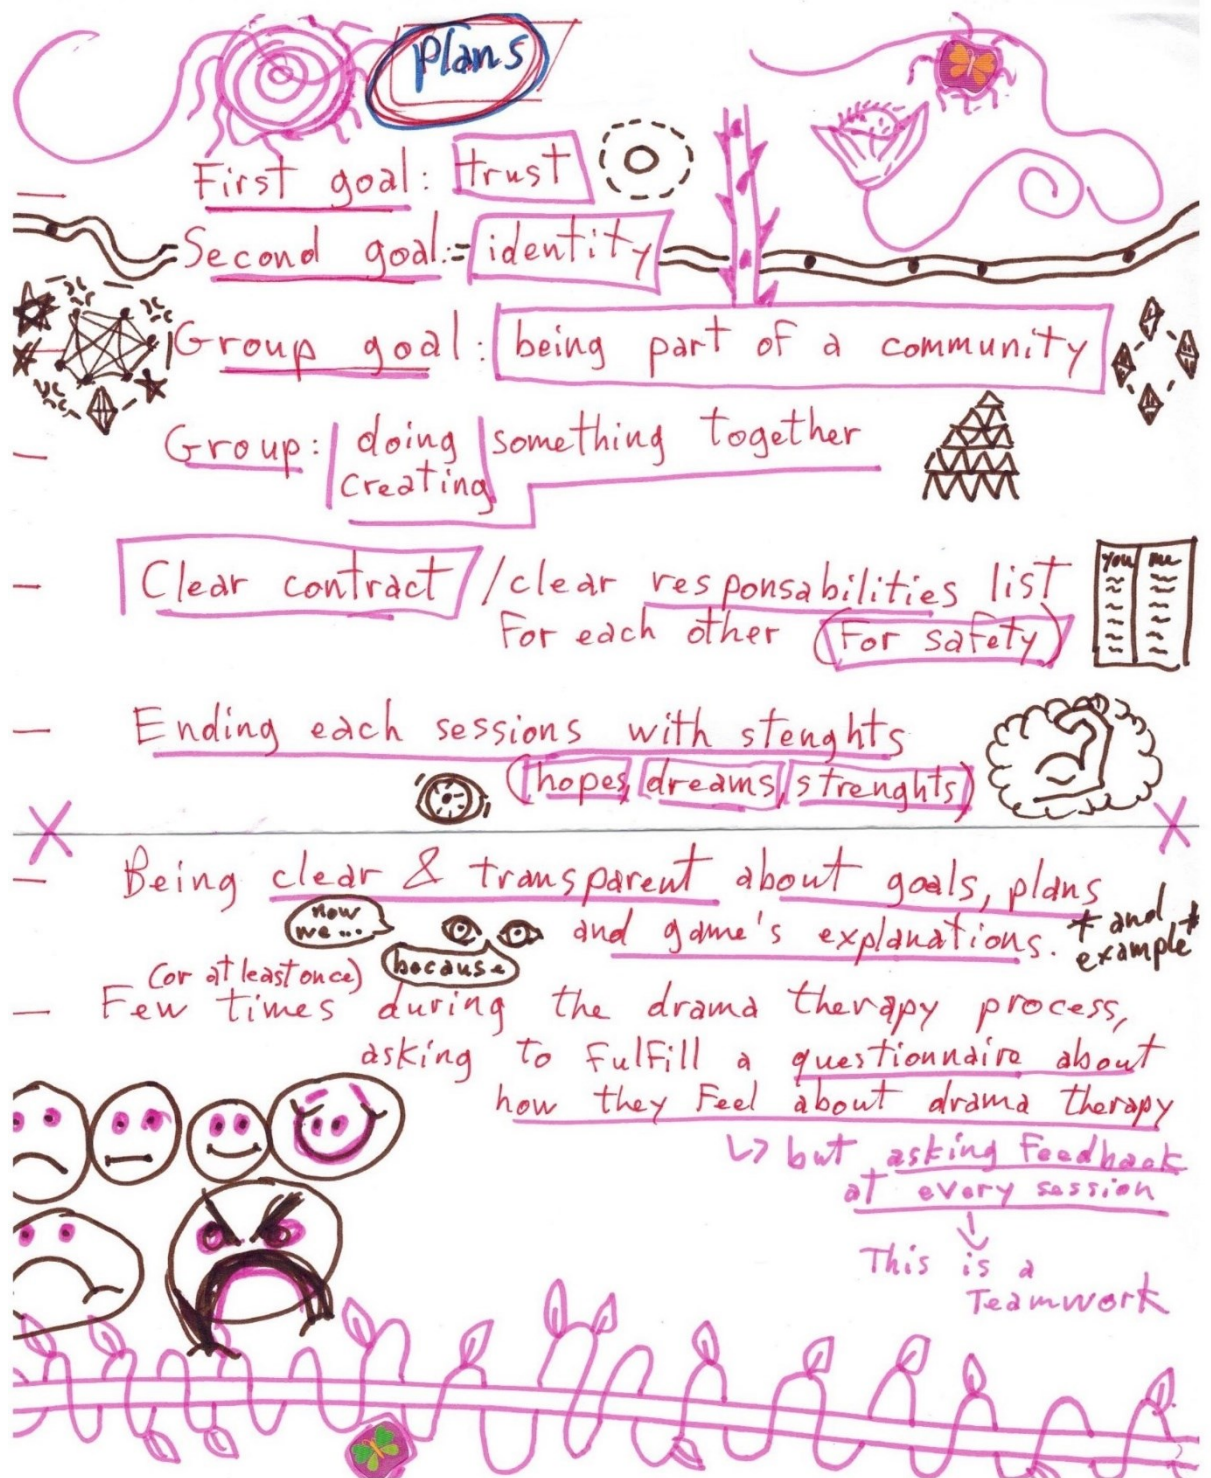 Plans
— First goal: trust
Second goal:= identity
— Group goal: being part of a community
— Group: doing something together
creating
— Clear contract / clear responsabilities list
For each other (For safety)
You me
— Ending each sessions with stenghts
(hopes, dreams, strenghts)
— Being clear & transparent about goals, plans
now
we...
and game's explanations. * and *
example
because
(or at least once)
— Few times during the drama therapy process,
asking to fulfill a questionnaire about
how they feel about drama therapy
↳ but asking Feedback
at every session
↓
This is a
Teamwork